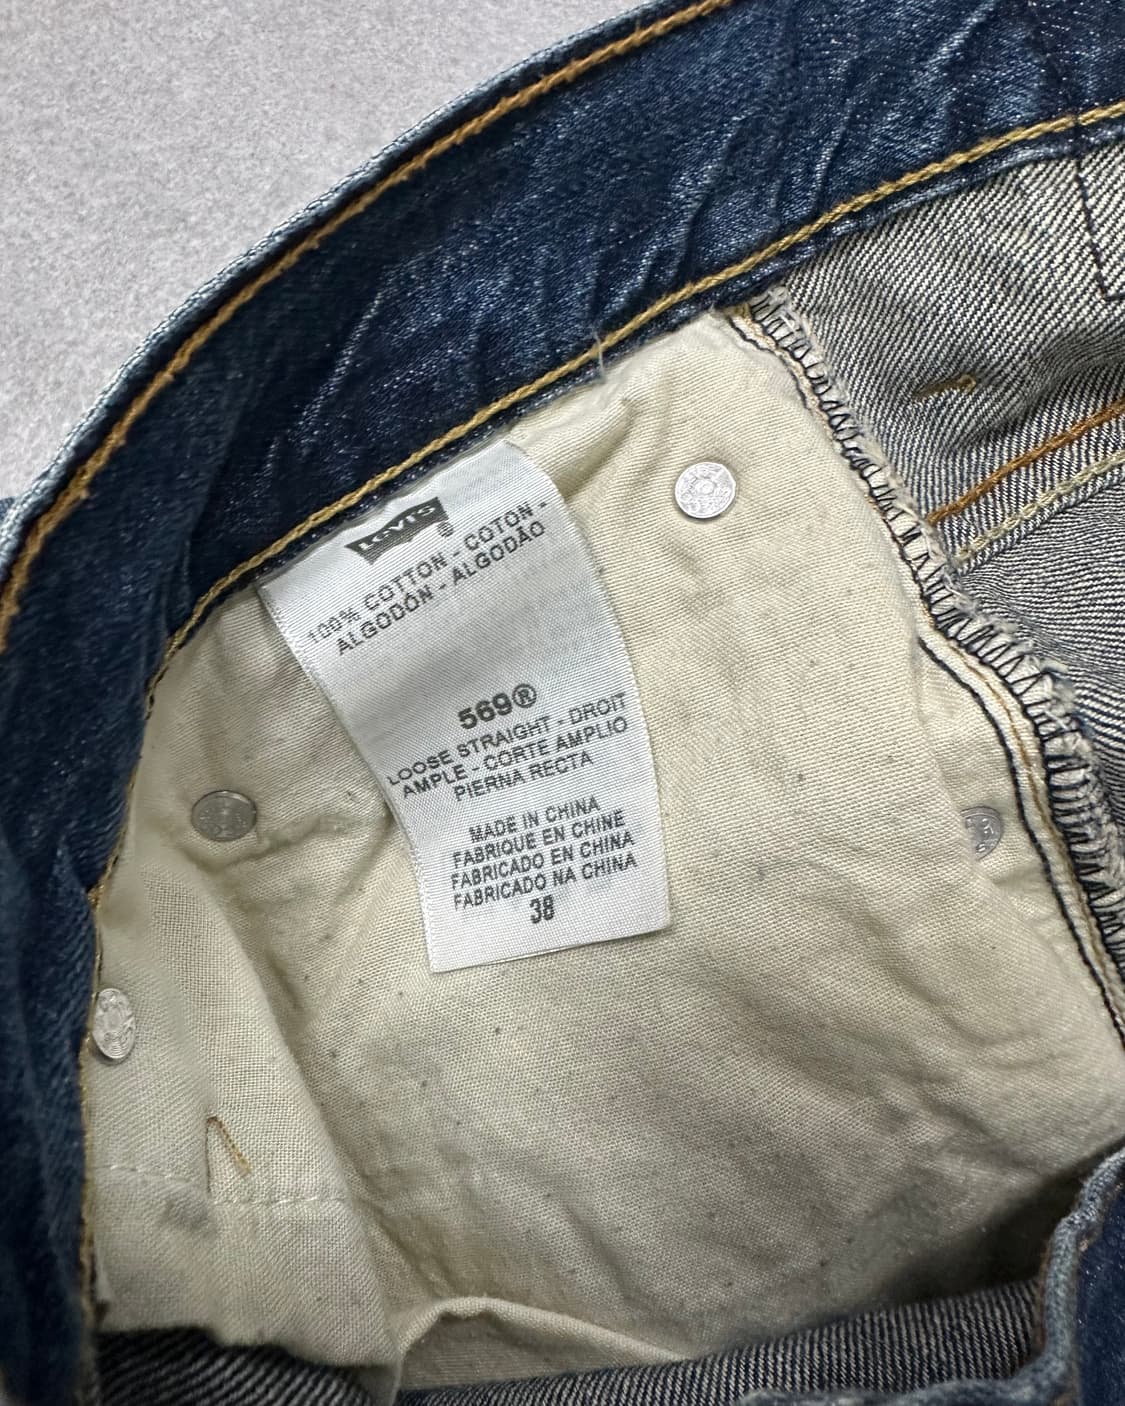 Levi's
100% COTTON - COTON -
ALGODÓN - ALGODÃO
569®
LOOSE STRAIGHT - DROIT
AMPLE - CORTE AMPLIO
PIERNA RECTA
MADE IN CHINA
FABRIQUE EN CHINE
FABRICADO EN CHINA
FABRICADO NA CHINA
38